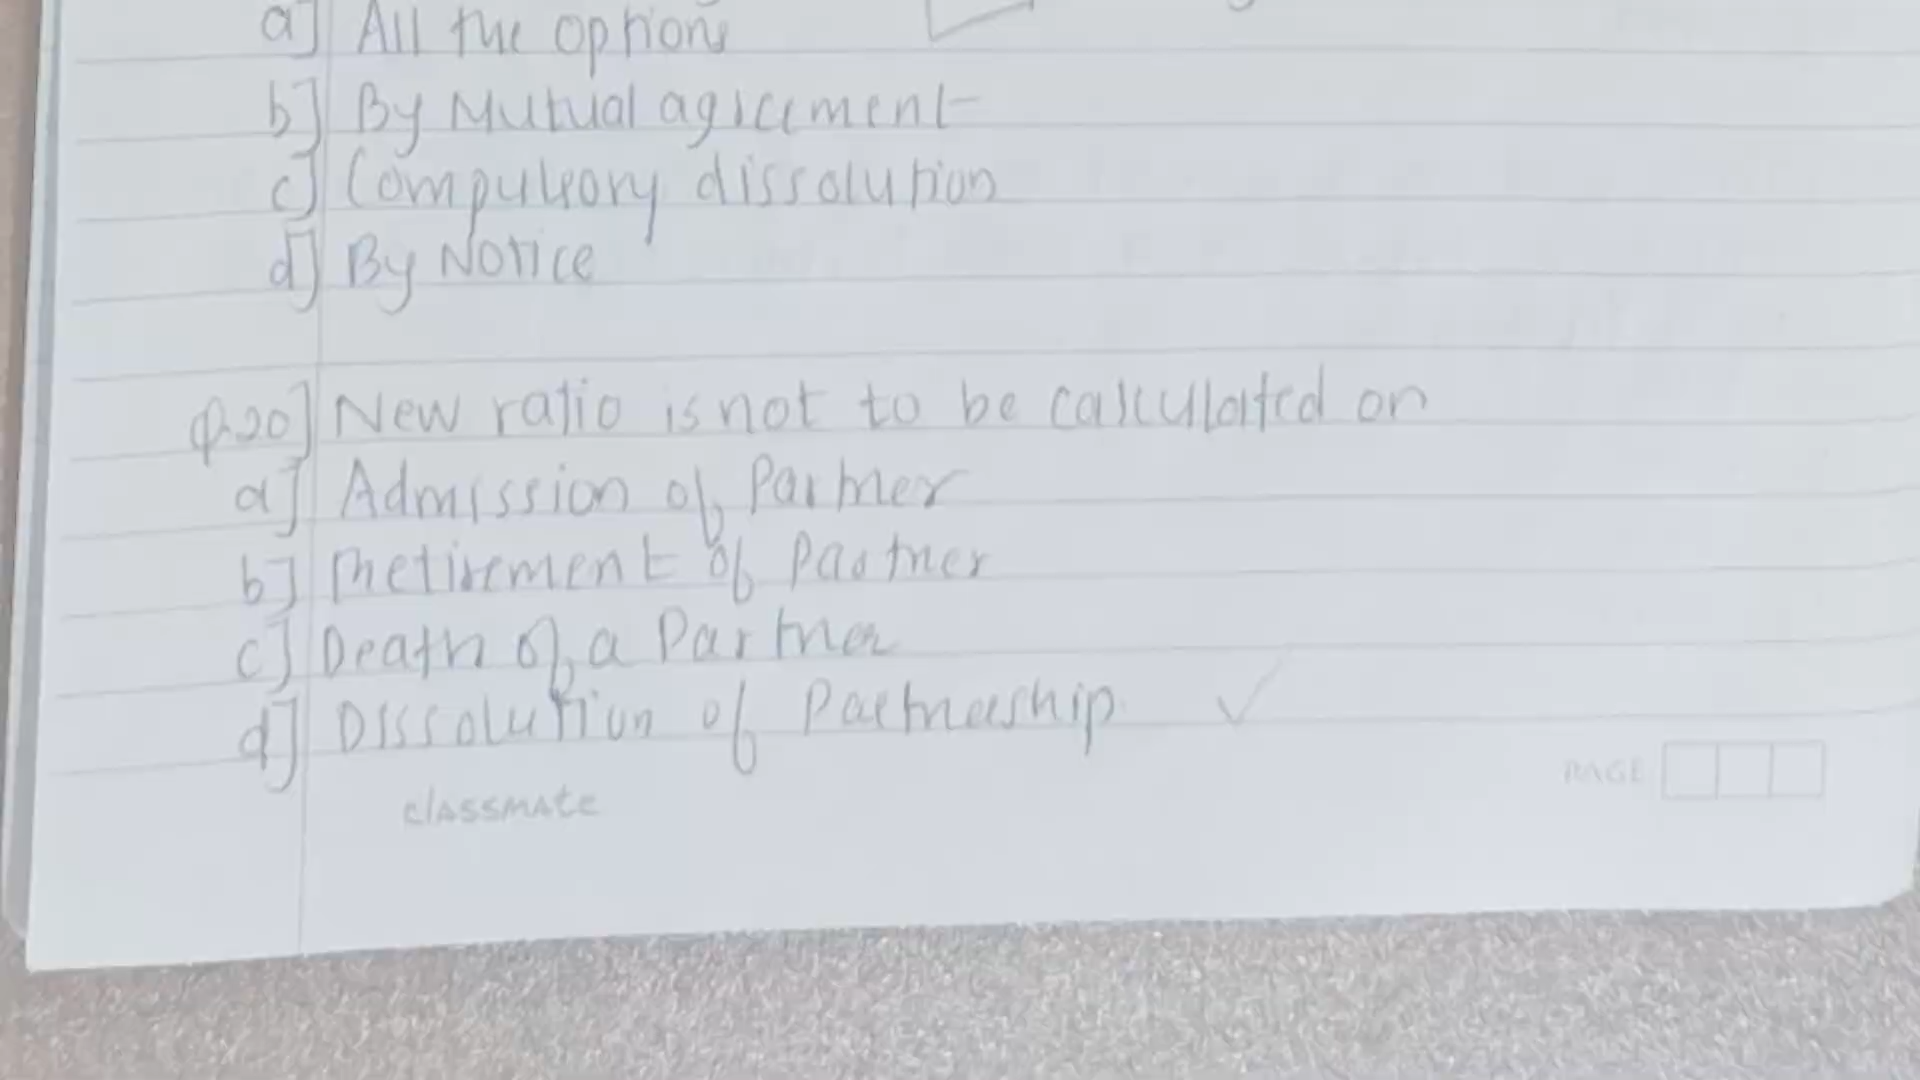 a] All the options
b] By Mutual agreement
c] Compulsory dissolution
d] By Notice
Q.20] New ratio is not to be calculated on
a] Admission of Partner
b] Retirement of Partner
c] Death of a Partner
d] Dissolution of Partnership. ✓
PAGE
classmate